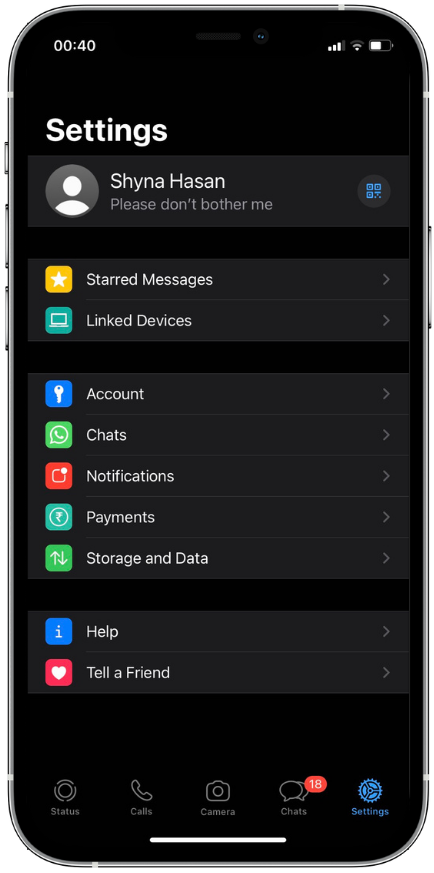 00:40
Settings
Shyna Hasan
Please don't bother me
Starred Messages
Linked Devices
Account
Chats
Notifications
₹ Payments
Storage and Data
i Help
Tell a Friend
18
Status Calls Camera Chats Settings